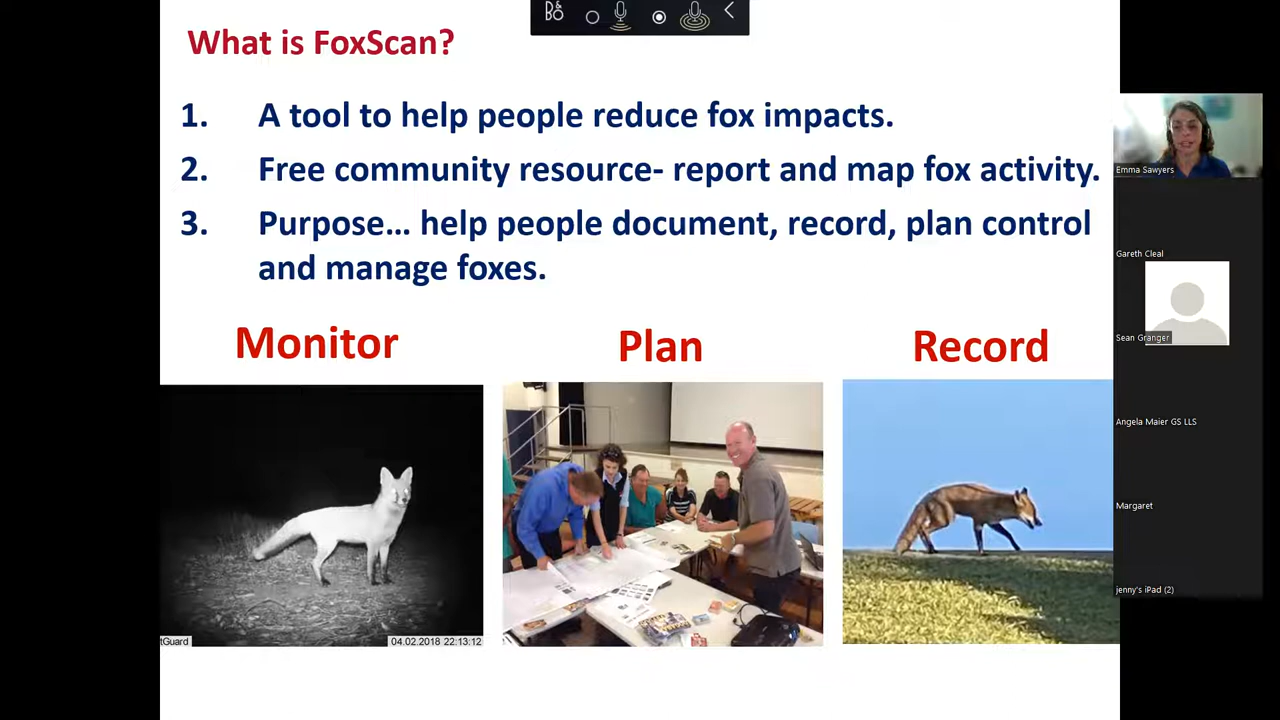 What is FoxScan?
1. A tool to help people reduce fox impacts.
2. Free community resource- report and map fox activity.
3. Purpose... help people document, record, plan control
and manage foxes.
Monitor
Plan
Record
tGuard
04.02.2018 22:13:12
B&O
Emma Sawyers
Gareth Cleal
Sean Granger
Angela Maier GS LLS
Margaret
jenny's iPad (2)